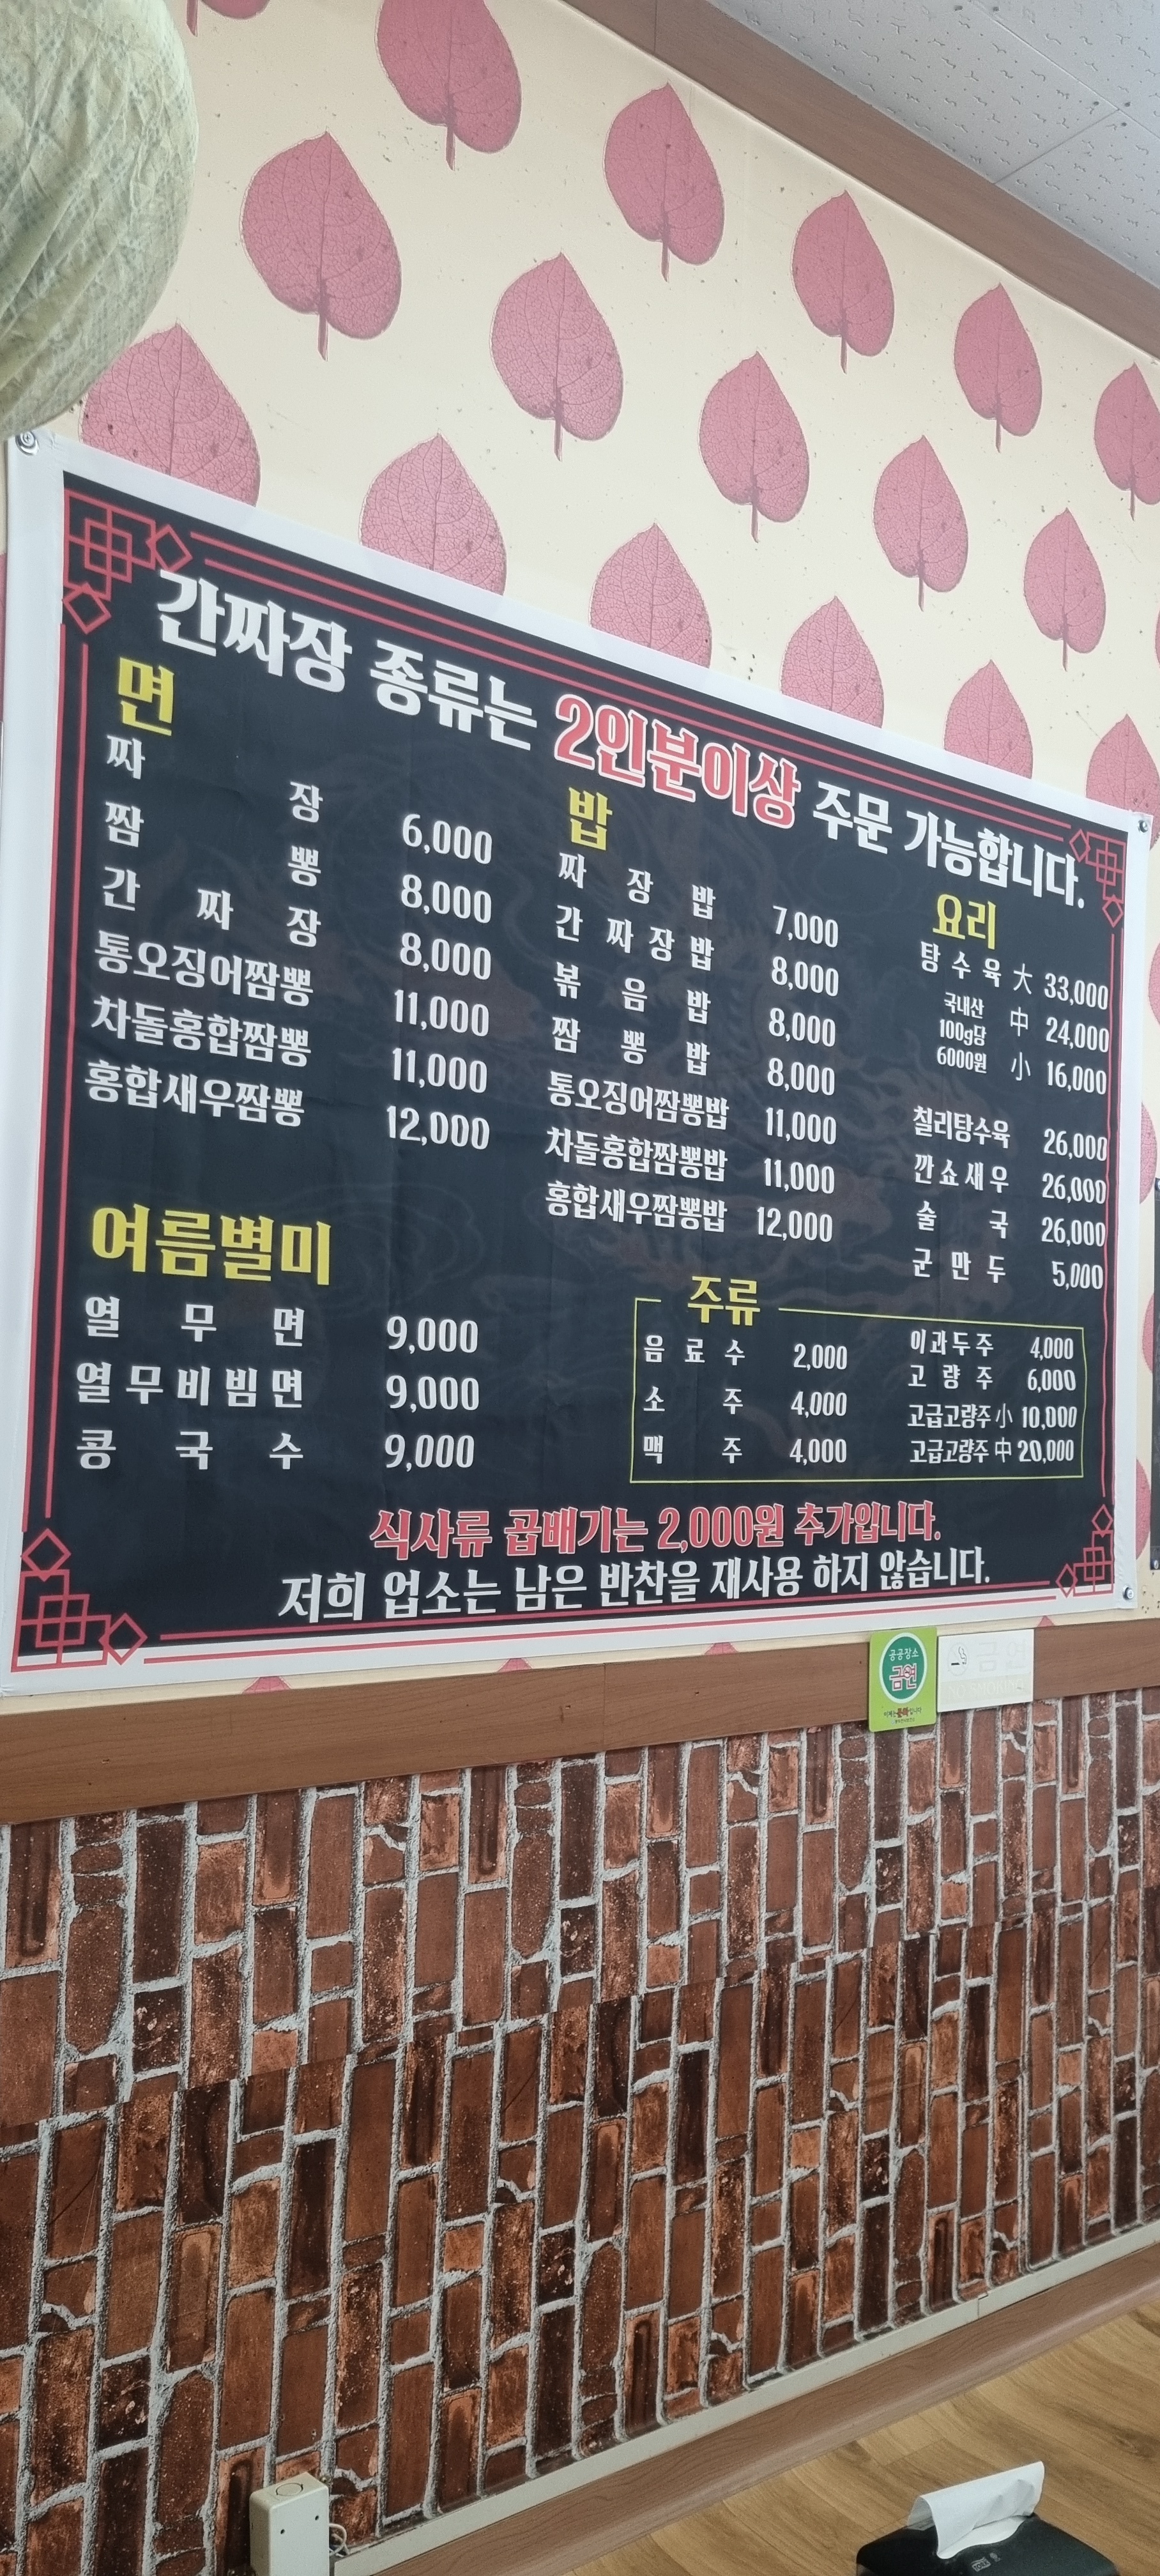 간짜장 종류는 2인분이상 주문 가능합니다.
면
짜 장 6,000
짬 뽕 8,000
간 짜 장 8,000
통오징어짬뽕 11,000
차돌홍합짬뽕 11,000
홍합새우짬뽕 12,000
여름별미
열 무 면 9,000
열 무 비 빔 면 9,000
콩 국 수 9,000
밥
짜 장 밥 7,000
간 짜 장 밥 8,000
볶 음 밥 8,000
짬 뽕 밥 8,000
통오징어짬뽕밥 11,000
차돌홍합짬뽕밥 11,000
홍합새우짬뽕밥 12,000
요리
탕 수 육 大 33,000
국내산 中 24,000
100g당
6000원 小 16,000
칠리탕수육 26,000
깐 쇼 새 우 26,000
술 국 26,000
군 만 두 5,000
주류
음 료 수 2,000
소 주 4,000
맥 주 4,000
이 과 두 주 4,000
고 량 주 6,000
고급고량주 小 10,000
고급고량주 中 20,000
식사류 곱배기는 2,000원 추가입니다.
저희 업소는 남은 반찬을 재사용 하지 않습니다.
공공장소
금연